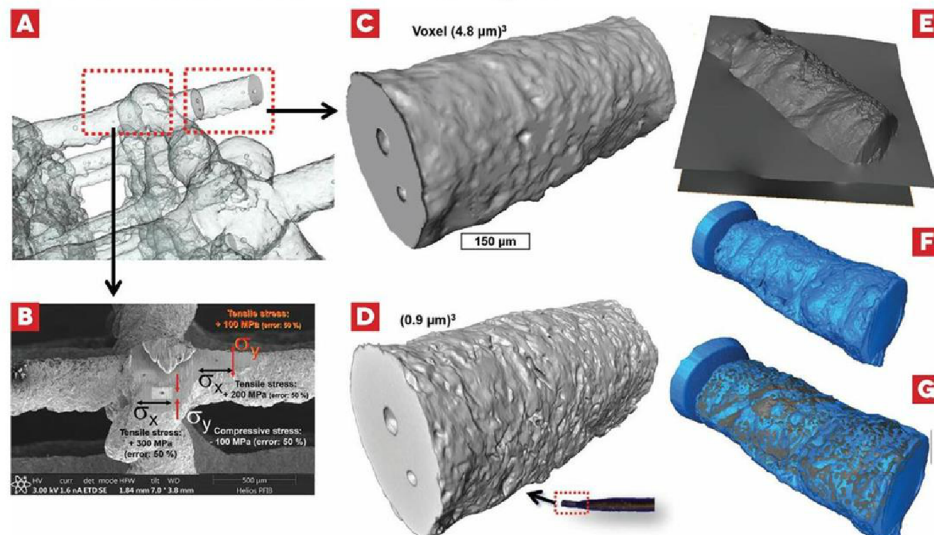 A
C
Voxel (4.8 µm)³
E
150 µm
F
B
Tensile stress:
+ 100 MPa (error: 50 %)
σy
σx
Tensile stress:
+ 200 MPa (error: 50 %)
σx
σy
Tensile stress:
+ 300 MPa
(error: 50 %)
Compressive stress:
- 100 MPa (error: 50 %)
HV curr det mode HFW tilt WD
3.00 kV 1.6 nA ETD SE 1.84 mm 7.0 ° 3.8 mm
500 µm
Helios PFIB
D
(0.9 µm)³
G